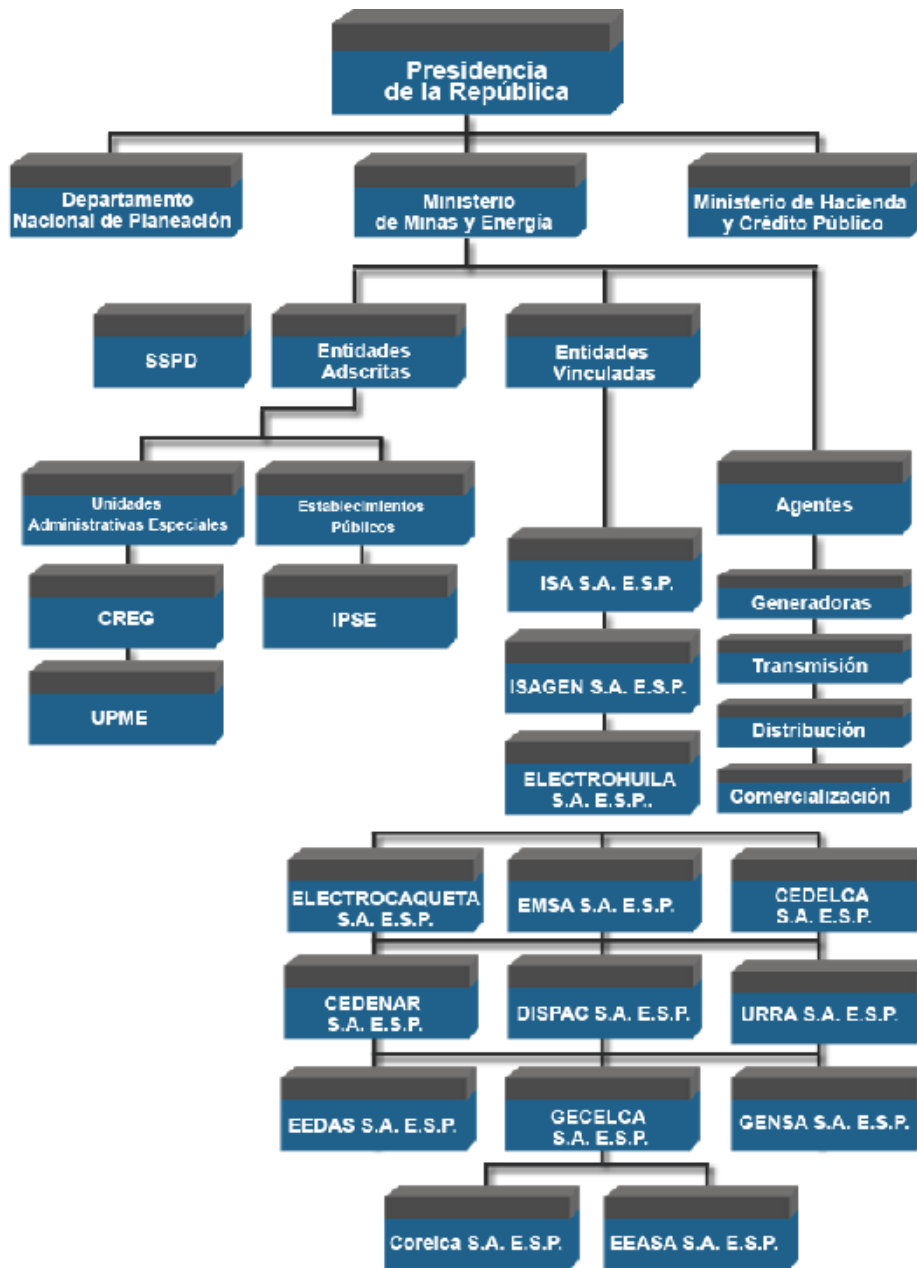 Presidencia
de la República
Departamento
Nacional de Planeación
Ministerio
de Minas y Energía
Ministerio de Hacienda
y Crédito Público
SSPD
Entidades
Adscritas
Entidades
Vinculadas
Unidades
Administrativas Especiales
Establecimientos
Públicos
Agentes
CREG
IPSE
UPME
ISA S.A. E.S.P.
ISAGEN S.A. E.S.P.
ELECTROHUILA
S.A. E.S.P..
Generadoras
Transmisión
Distribución
Comercialización
ELECTROCAQUETA
S.A. E.S.P.
EMSA S.A. E.S.P.
CEDELCA
S.A. E.S.P.
CEDENAR
S.A. E.S.P.
DISPAC S.A. E.S.P.
URRA S.A. E.S.P.
EEDAS S.A. E.S.P.
GECELCA
S.A. E.S.P.
GENSA S.A. E.S.P.
Corelca S.A. E.S.P.
EEASA S.A. E.S.P.